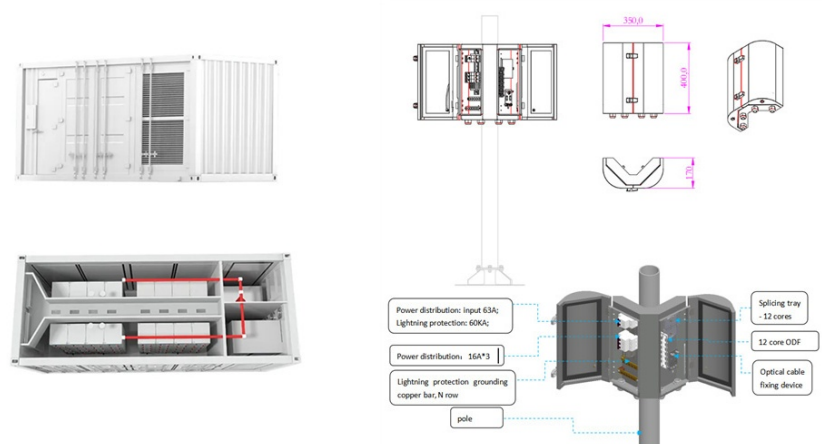 350,0
400,0
170
Power distribution: input 63A;
Lightning protection: 60KA;
Power distribution： 16A*3
Lightning protection grounding
copper bar, N row
pole
Splicing tray
- 12 cores
12 core ODF
Optical cable
fixing device